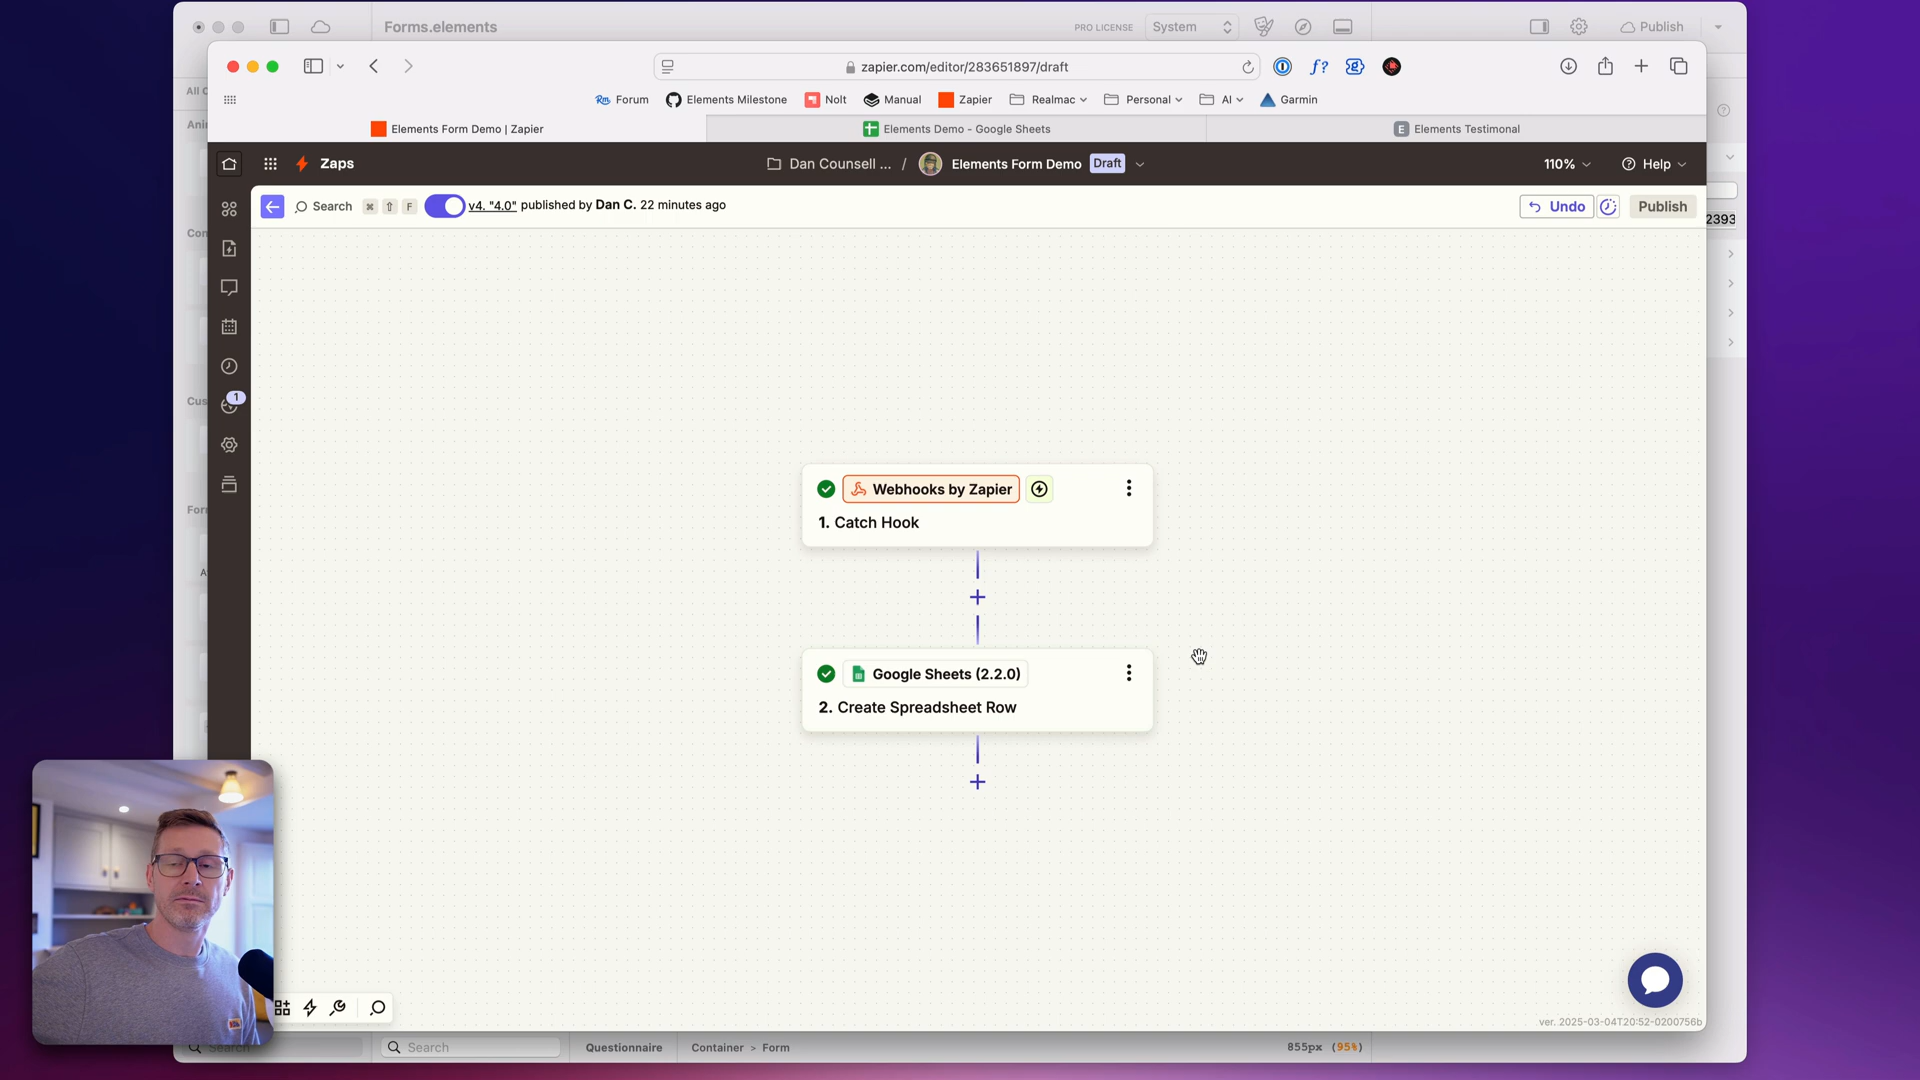 Forms.elements
PRO LICENSE
System
Publish
zapier.com/editor/283651897/draft
Forum
Elements Milestone
Nolt
Manual
Zapier
Realmac
Personal
AI
Garmin
Elements Form Demo | Zapier
Elements Demo - Google Sheets
E Elements Testimonal
Zaps
Dan Counsell ... / Elements Form Demo Draft
110%
Help
Search ⌘ ⇧ F
v4. "4.0" published by Dan C. 22 minutes ago
Undo
Publish
2393
1
Webhooks by Zapier
1. Catch Hook
Google Sheets (2.2.0)
2. Create Spreadsheet Row
ver. 2025-03-04T20:52-0200756b
Search
Search
Questionnaire
Container > Form
855px (95%)